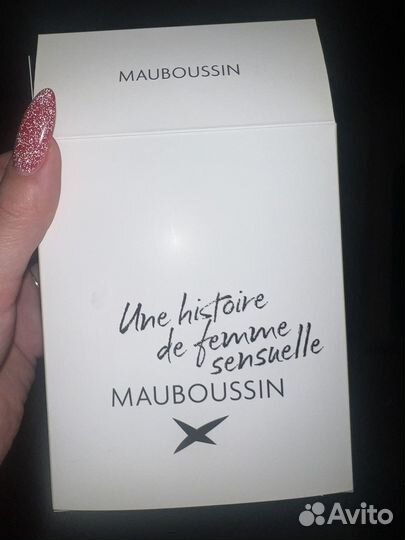 MAUBOUSSIN
Une histoire
de femme
sensuelle
MAUBOUSSIN
Avito